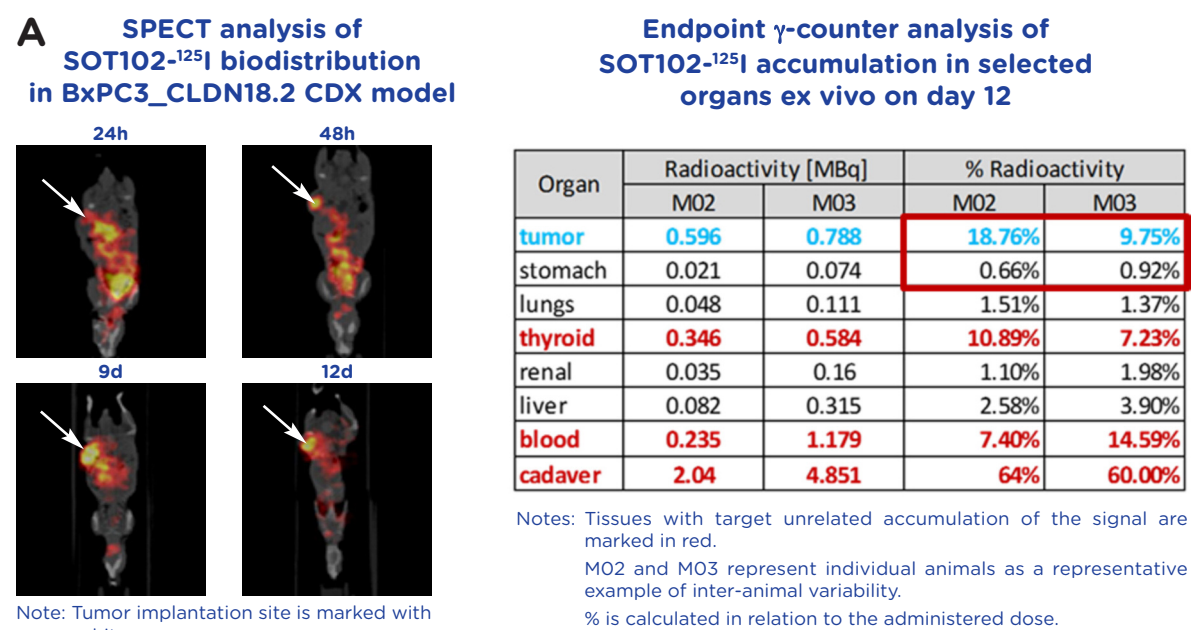 A
SPECT analysis of
SOT102-¹²⁵I biodistribution
in BxPC3_CLDN18.2 CDX model
24h
48h
9d
12d
Note: Tumor implantation site is marked with
Endpoint γ-counter analysis of
SOT102-¹²⁵I accumulation in selected
organs ex vivo on day 12
Organ Radioactivity [MBq] % Radioactivity
M02 M03 M02 M03
tumor 0.596 0.788 18.76% 9.75%
stomach 0.021 0.074 0.66% 0.92%
lungs 0.048 0.111 1.51% 1.37%
thyroid 0.346 0.584 10.89% 7.23%
renal 0.035 0.16 1.10% 1.98%
liver 0.082 0.315 2.58% 3.90%
blood 0.235 1.179 7.40% 14.59%
cadaver 2.04 4.851 64% 60.00%
Notes: Tissues with target unrelated accumulation of the signal are
marked in red.
M02 and M03 represent individual animals as a representative
example of inter-animal variability.
% is calculated in relation to the administered dose.